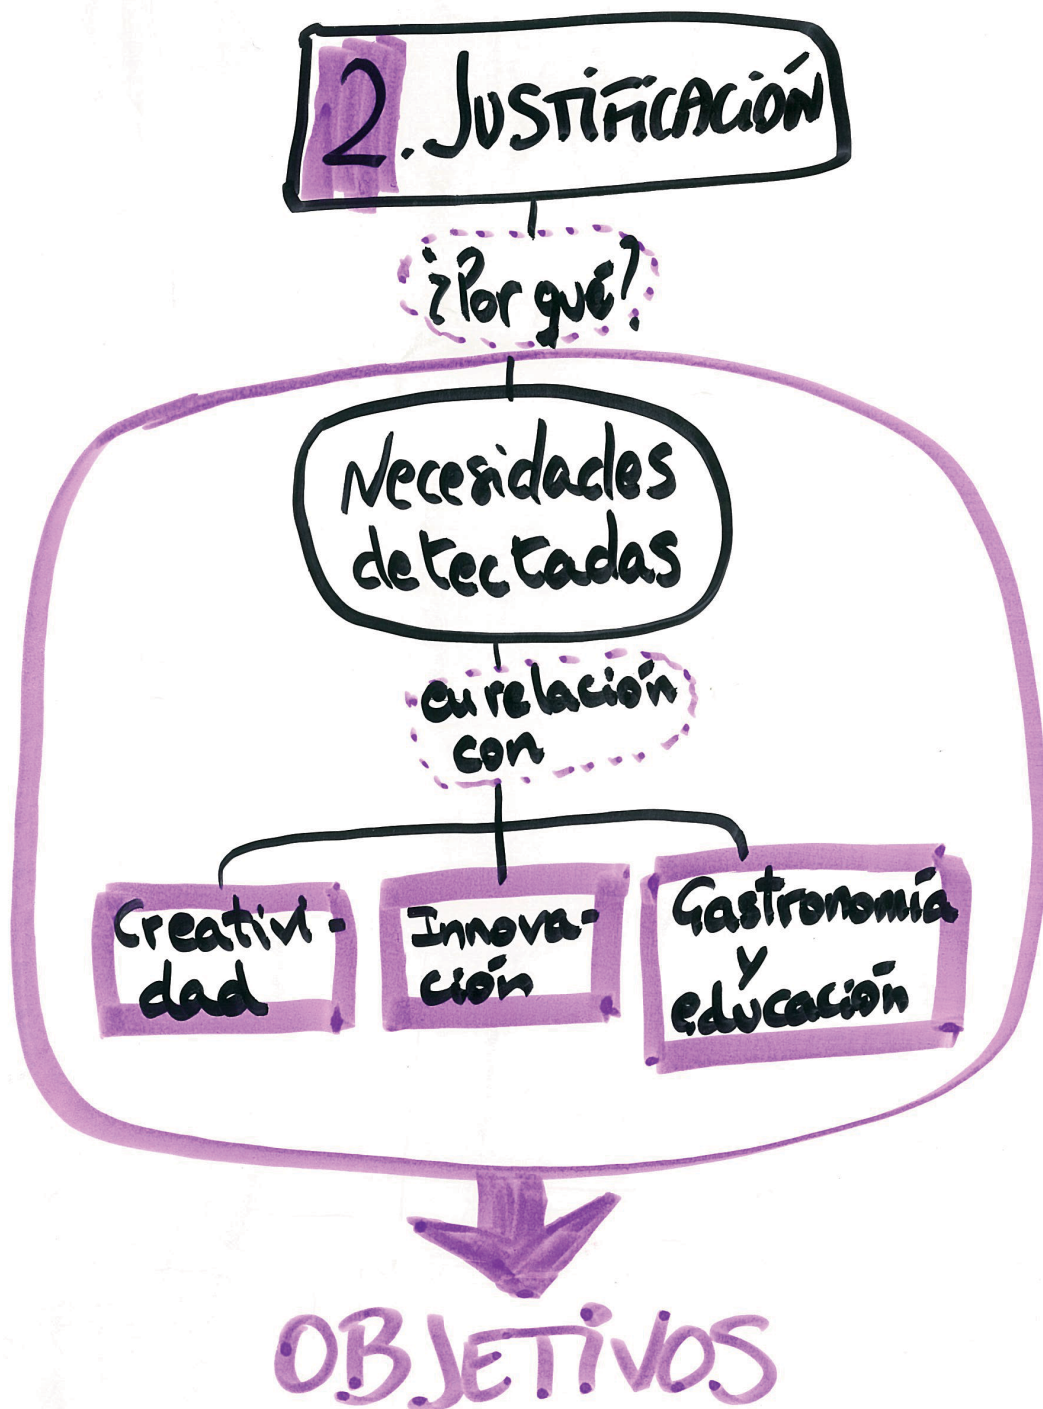 2. JUSTIFICACIÓN
¿Por qué?
Necesidades
detectadas
en relación
con
Creativi-
dad
Innova-
ción
Gastronomía
y
educación
OBJETIVOS